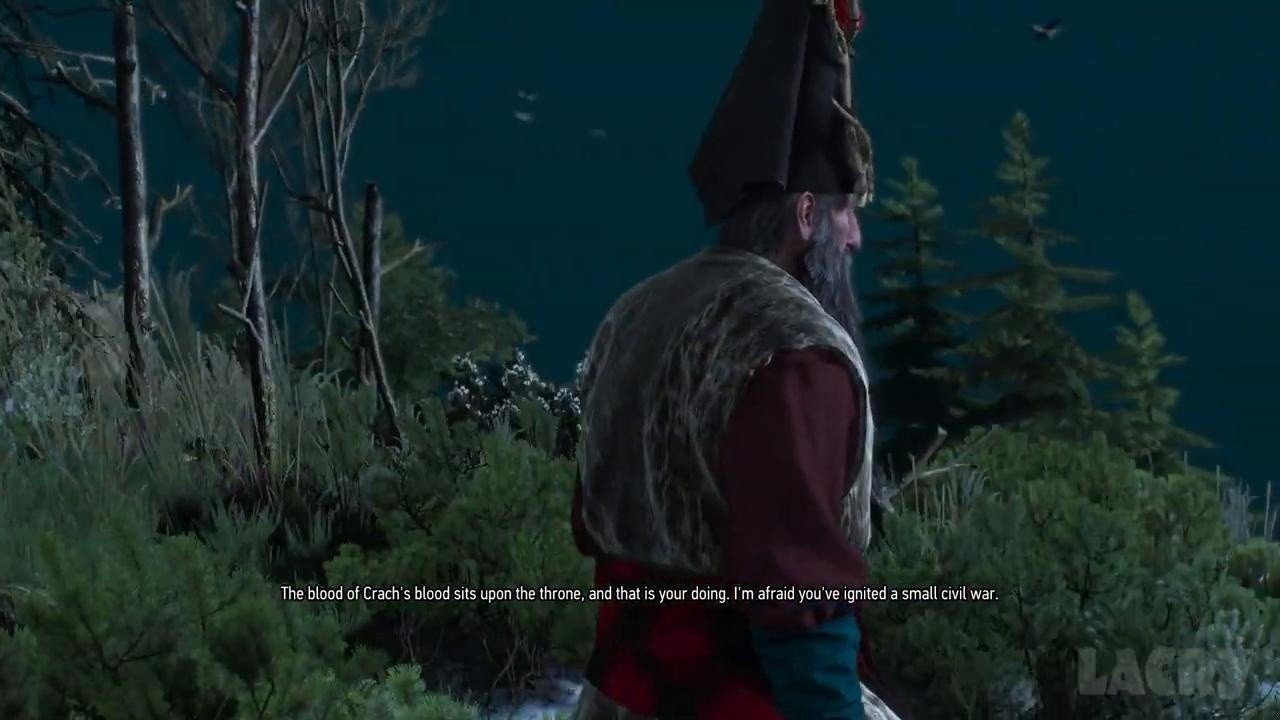 The blood of Crach's blood sits upon the throne, and that is your doing. I'm afraid you've ignited a small civil war.
LACRY